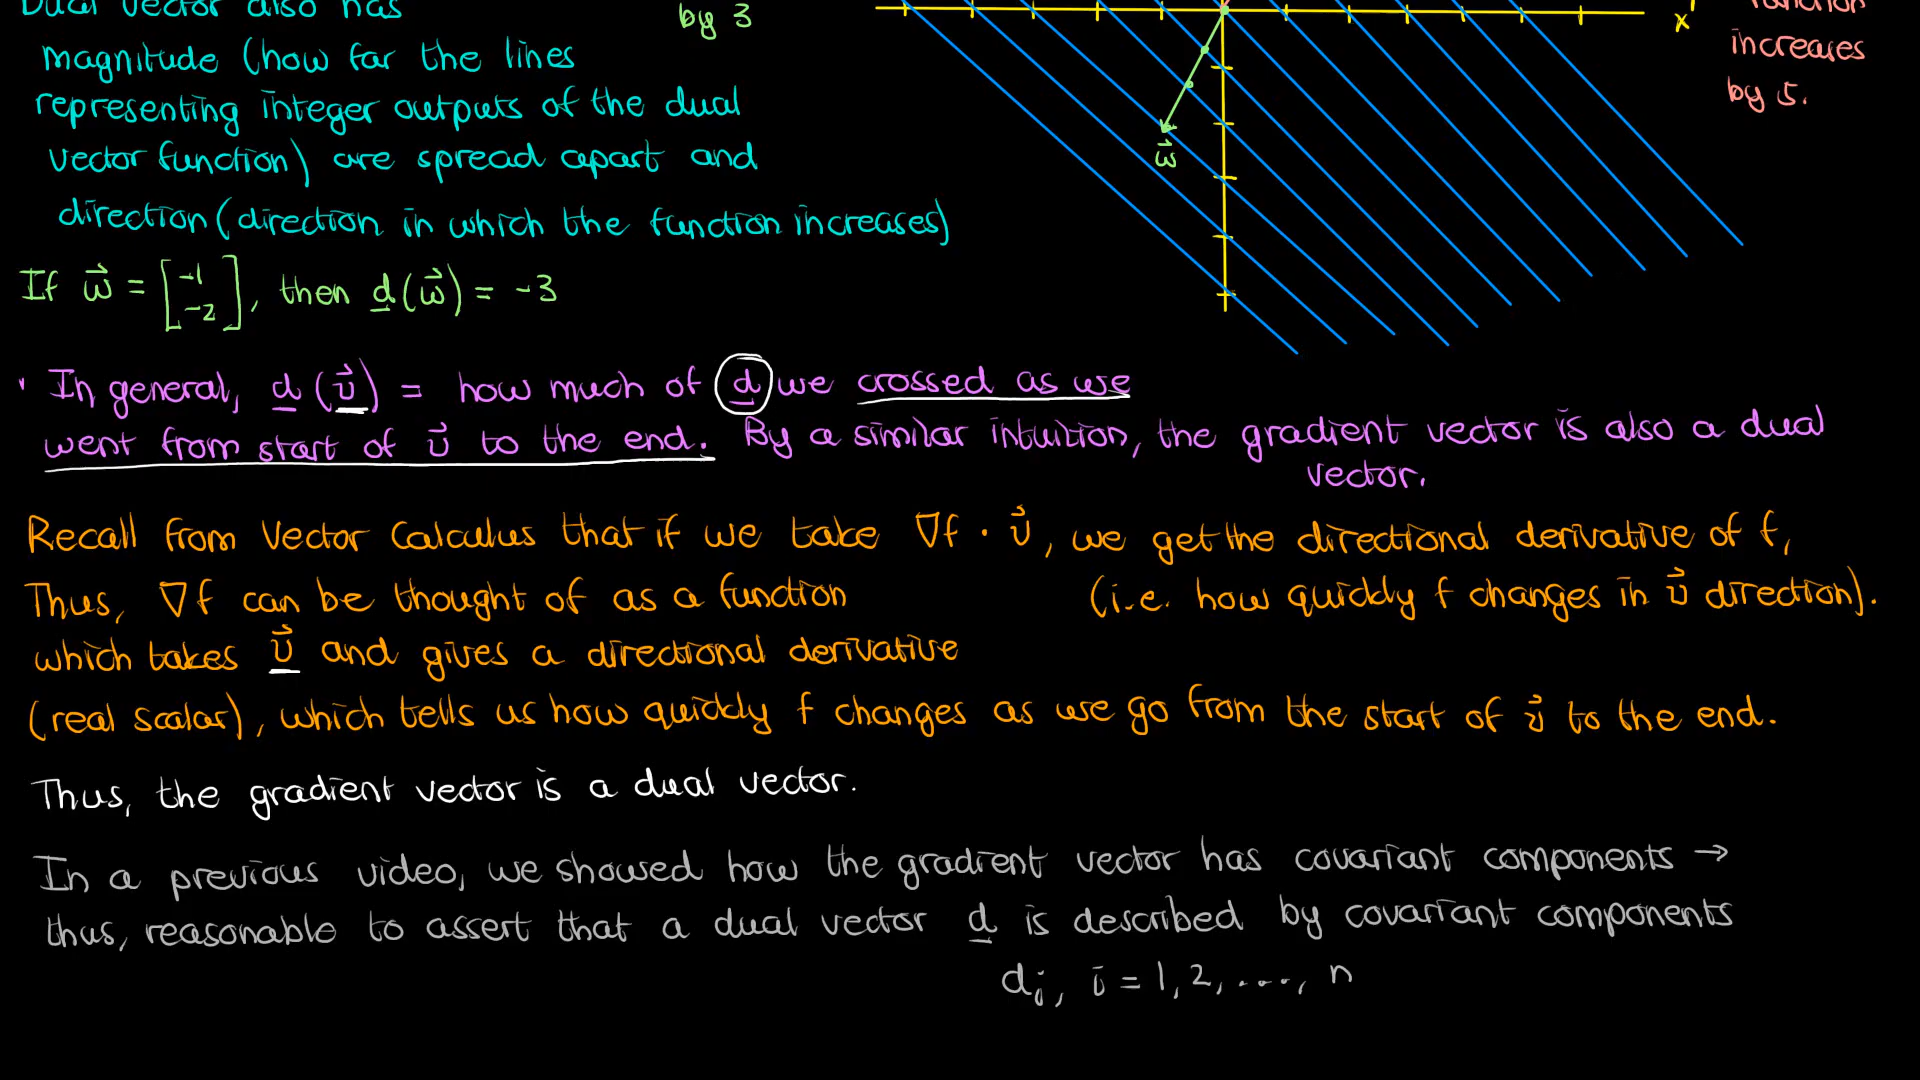 Dual vector also has
magnitude (how far the lines
representing integer outputs of the dual
vector function) are spread apart and
direction (direction in which the function increases)
by 3
x¹
function
increases
by 5.
w⃗
If w⃗ = [-1 -2], then d(w⃗) = -3
· In general, d(v⃗) = how much of d we crossed as we
went from start of v⃗ to the end. By a similar intuition, the gradient vector is also a dual
vector.
Recall from Vector Calculus that if we take ∇f · v⃗, we get the directional derivative of f,
(i.e. how quickly f changes in v⃗ direction).
Thus, ∇f can be thought of as a function
which takes v⃗ and gives a directional derivative
(real scalar), which tells us how quickly f changes as we go from the start of v⃗ to the end.
Thus, the gradient vector is a dual vector.
In a previous video, we showed how the gradient vector has covariant components →
thus, reasonable to assert that a dual vector d is described by covariant components
dᵢ, i = 1, 2, ...., n